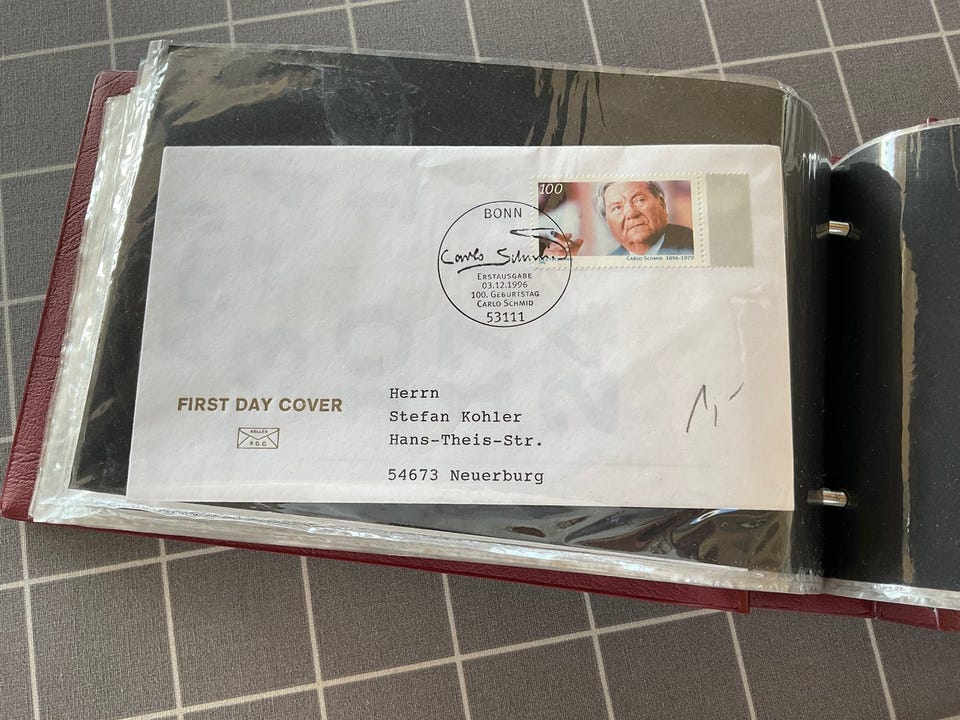 100
CARLO SCHMID 1896-1979
BONN
Carlo Schmid
ERSTAUSGABE
03.12.1996
100. GEBURTSTAG
CARLO SCHMID
53111
FIRST DAY COVER
F.D.C.
Herrn
Stefan Kohler
Hans-Theis-Str.
54673 Neuerburg